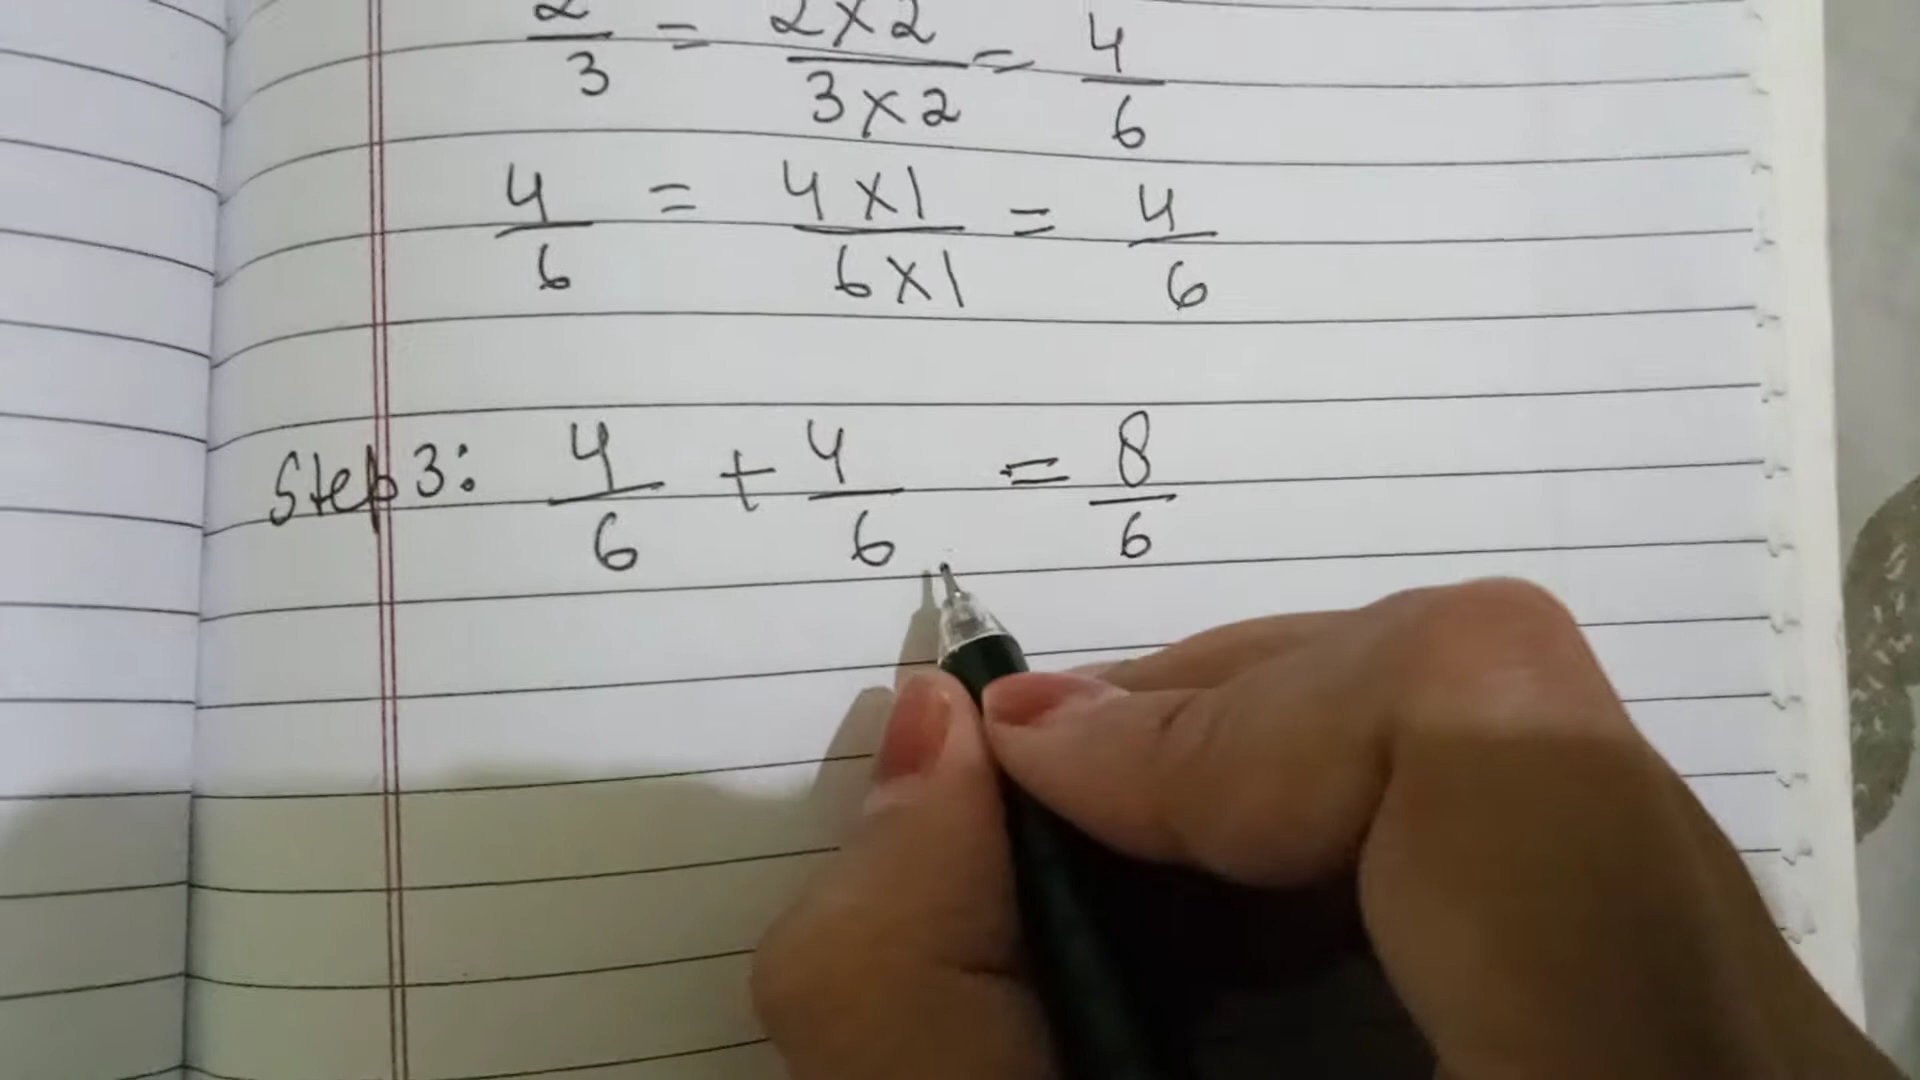 2/3 = 2×2/3×2 = 4/6
4/6 = 4×1/6×1 = 4/6
Step 3: 4/6 + 4/6 = 8/6